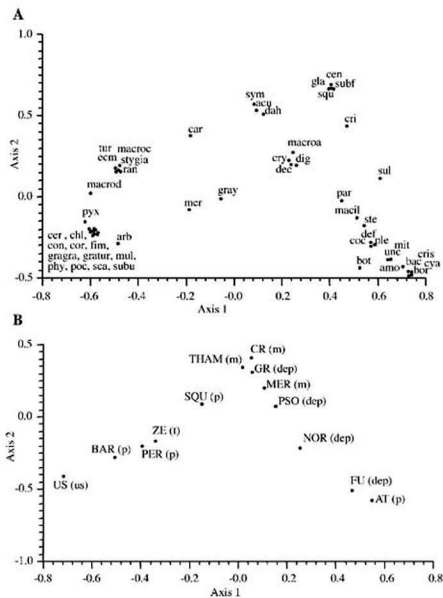 A
1.0
0.5
0.0
-0.5
Axis 2
cen
gla subf
squ
sym
acu
dah
cri
car
tur macroc
ecm stygia
ran
macroa
cry dig
dec
sul
macrod
gray
mer
par
pyx
macil
ste
cer , chl,
con, cor, fim,
gragra, gratur, mul,
phy, poc, sca, subu
arb
def
coc ple
mit
unc cris
bot amo bac cya
bor
-0.8 -0.6 -0.4 -0.2 -0.0 0.2 0.4 0.6 0.8
Axis 1
B
0.5
0.0
-0.5
-1.0
Axis 2
CR (m)
THAM (m)
GR (dep)
MER (m)
SQU (p)
PSO (dep)
ZE (t)
NOR (dep)
BAR (p)
PER (p)
US (us)
FU (dep)
AT (p)
-0.8 -0.6 -0.4 -0.2 -0.0 0.2 0.4 0.6 0.8
Axis 1